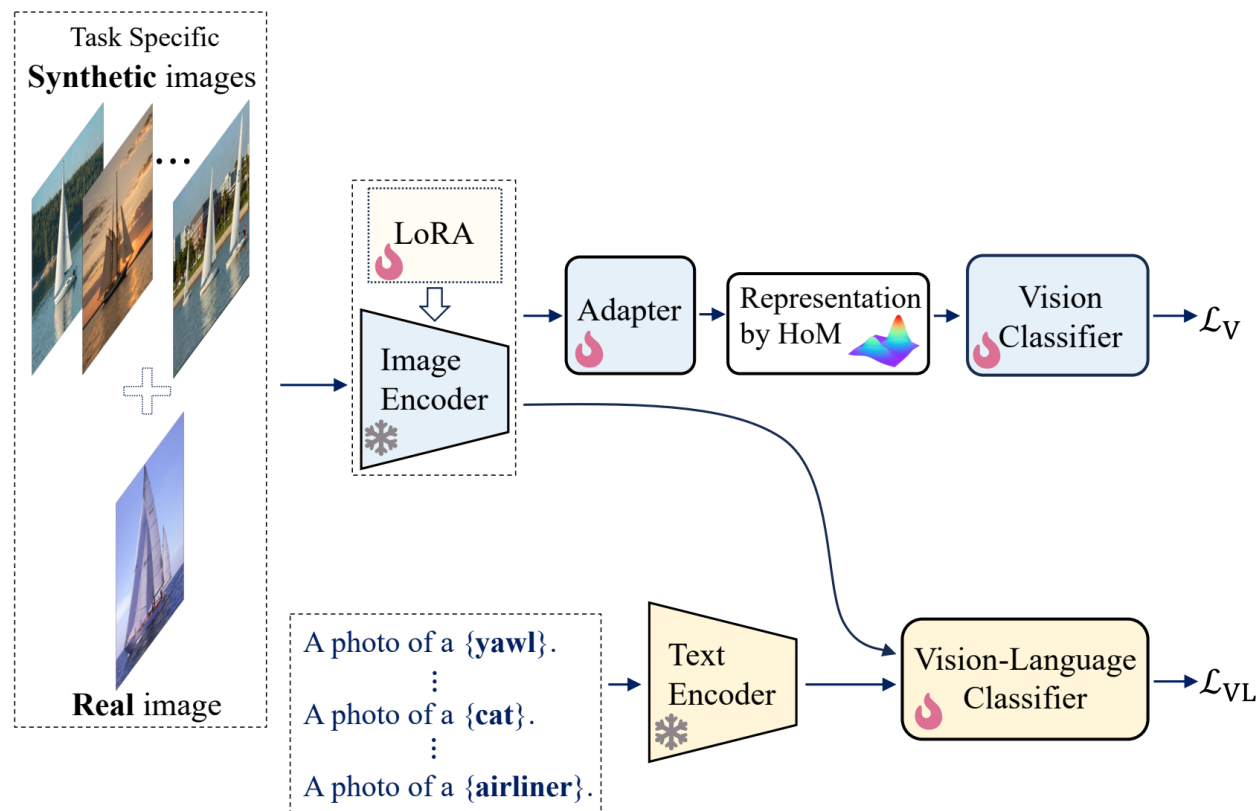 Task Specific
Synthetic images
...
Real image
LoRA
Image
Encoder
Adapter
Representation
by HoM
Vision
Classifier
ℒV
A photo of a {yawl}.
⋮
A photo of a {cat}.
⋮
A photo of a {airliner}.
Text
Encoder
Vision-Language
Classifier
ℒVL